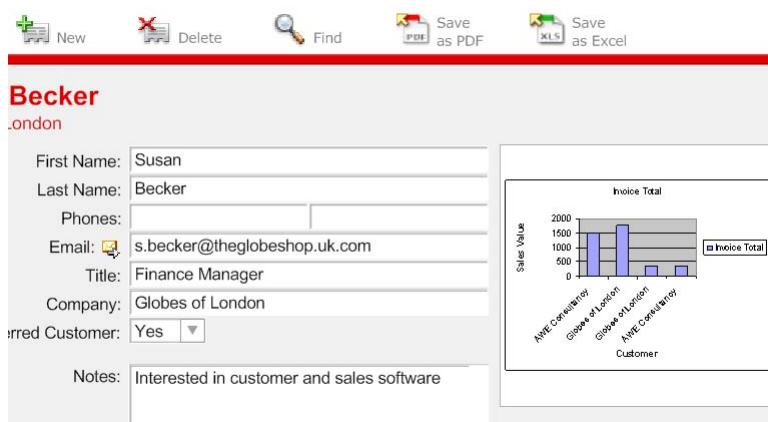 New
Delete
Find
Save
as PDF
Save
as Excel
PDF
XLS
Becker
London
First Name: Susan
Last Name: Becker
Phones:
Email: s.becker@theglobeshop.uk.com
Title: Finance Manager
Company: Globes of London
erred Customer: Yes
Notes: Interested in customer and sales software
Invoice Total
Sales Value
2000
1500
1000
500
0
Invoice Total
AWE Consultancy
Globes of London
Globes of London
AWE Consultancy
Customer